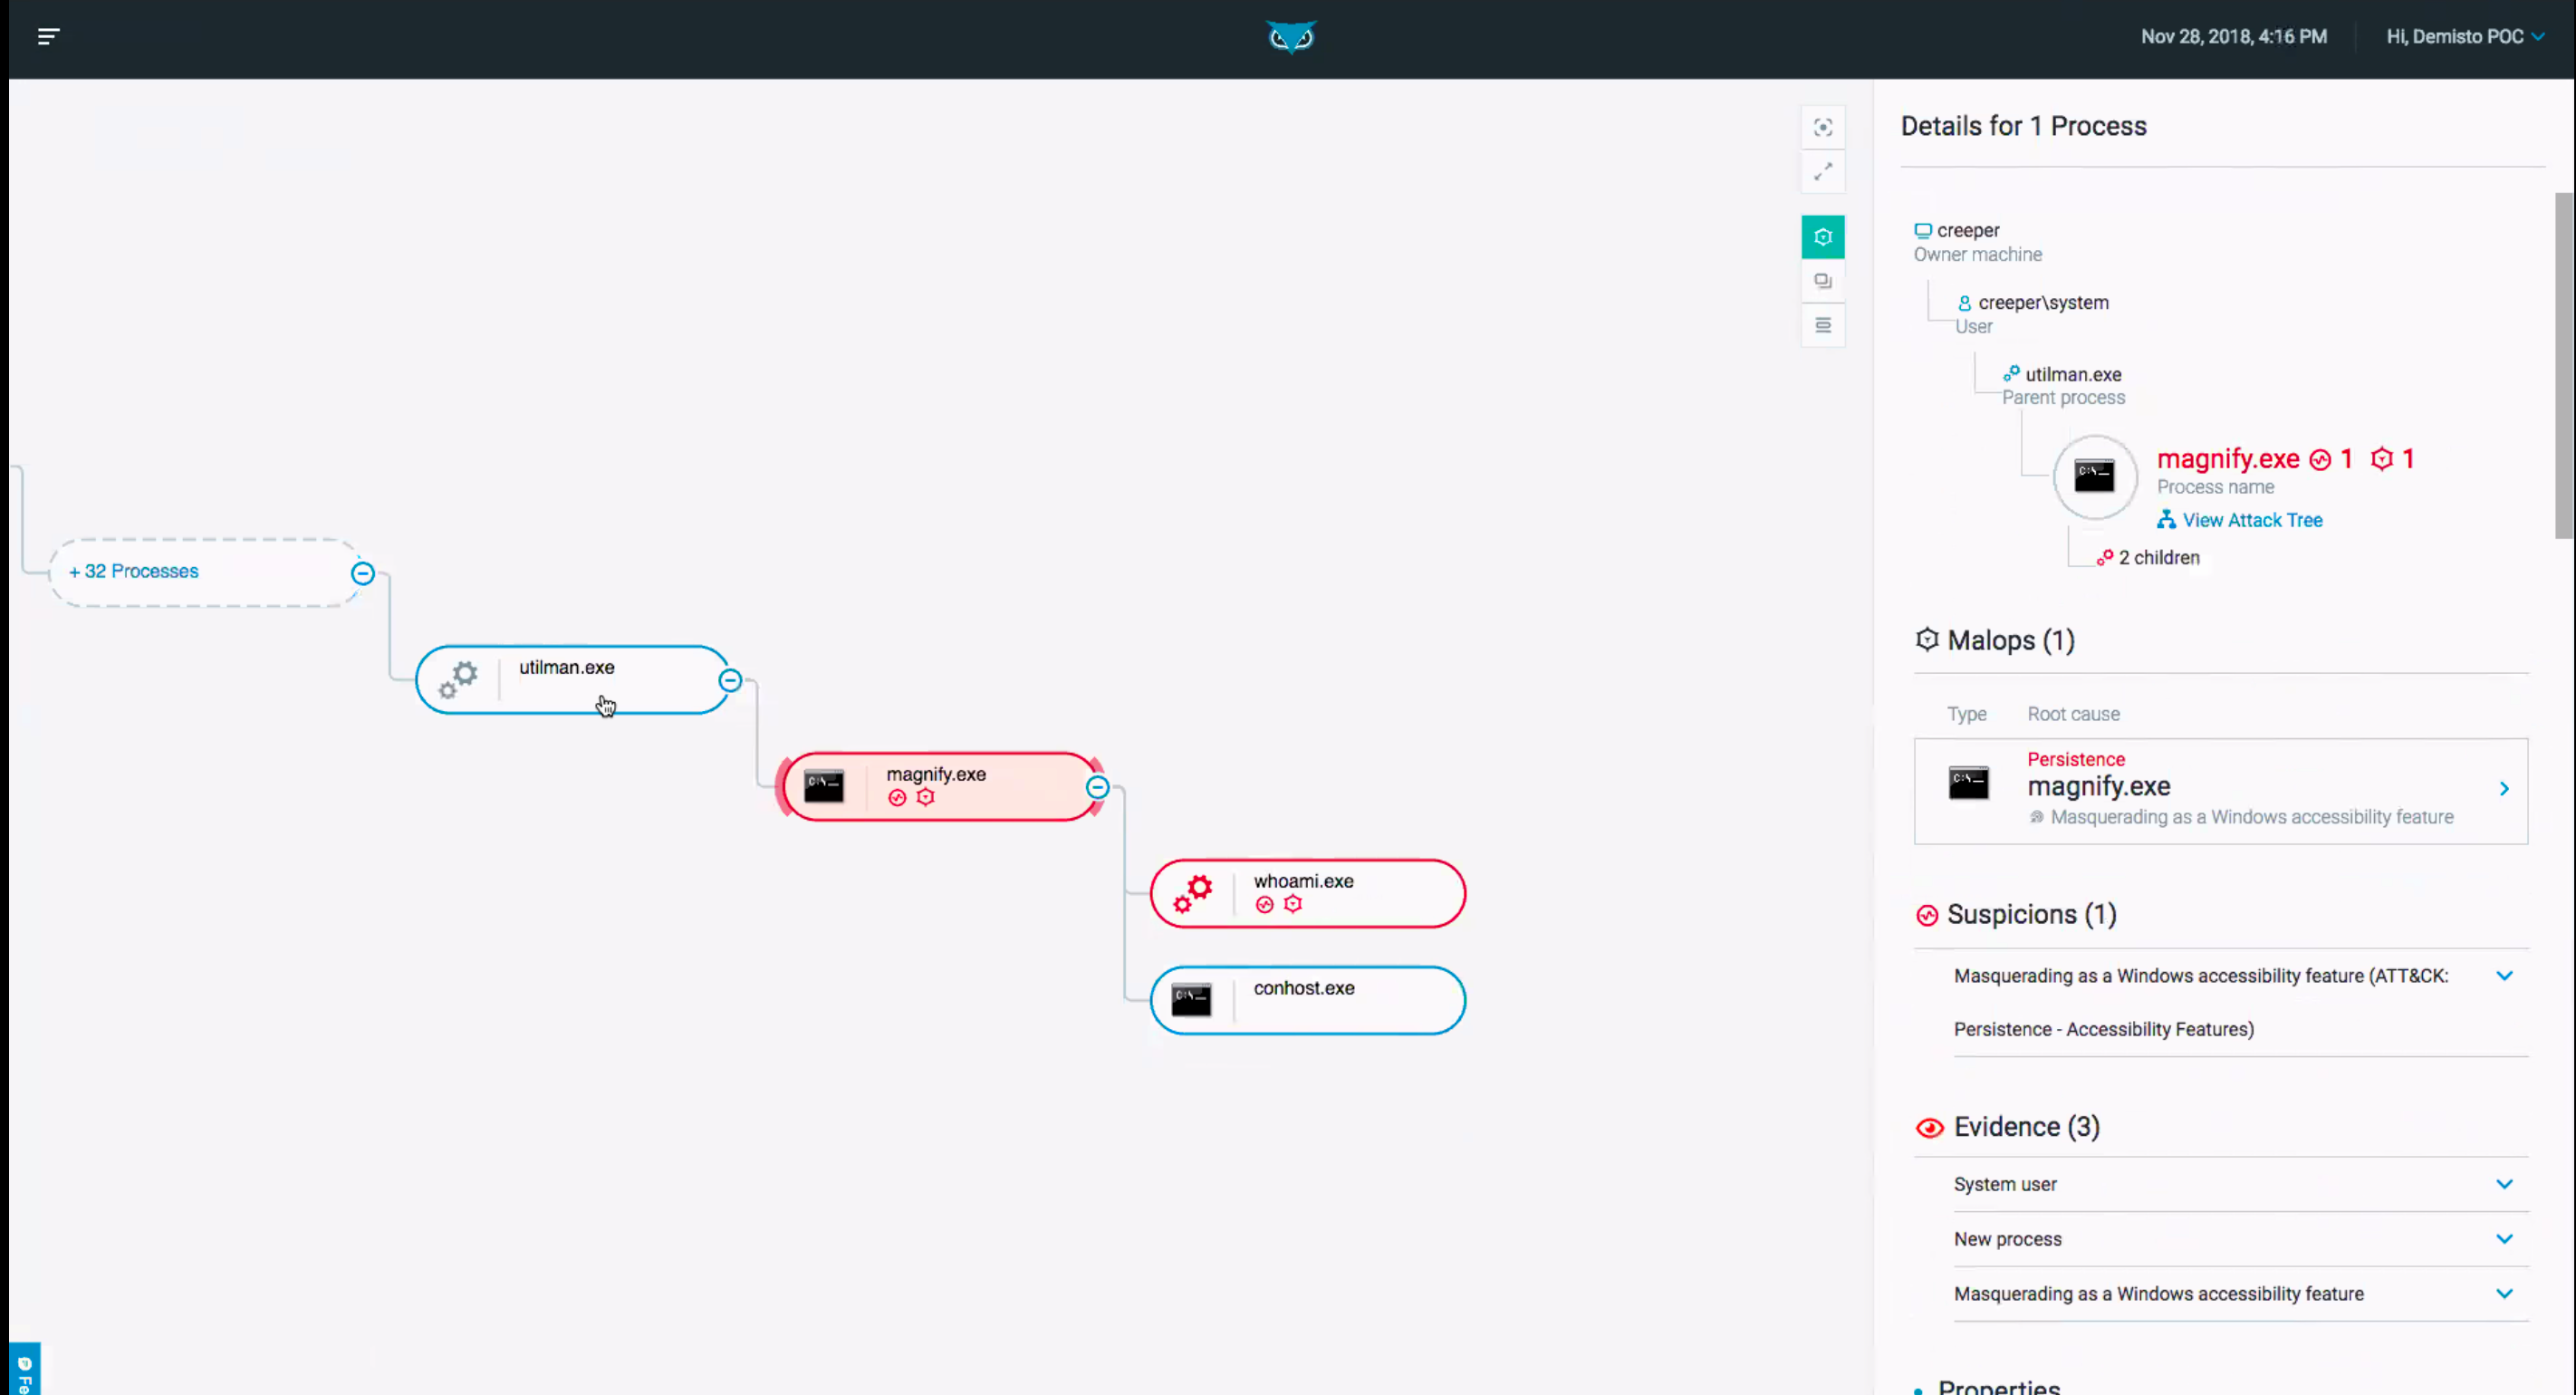 Nov 28, 2018, 4:16 PM
Hi, Demisto POC
+ 32 Processes
utilman.exe
magnify.exe
whoami.exe
conhost.exe
Details for 1 Process
creeper
Owner machine
creeper\system
User
utilman.exe
Parent process
magnify.exe 1 1
Process name
View Attack Tree
2 children
Malops (1)
Type Root cause
Persistence
magnify.exe
Masquerading as a Windows accessibility feature
Suspicions (1)
Masquerading as a Windows accessibility feature (ATT&CK:
Persistence - Accessibility Features)
Evidence (3)
System user
New process
Masquerading as a Windows accessibility feature
Properties
Fe
C:\_
C:\_
C:\_
C:\_